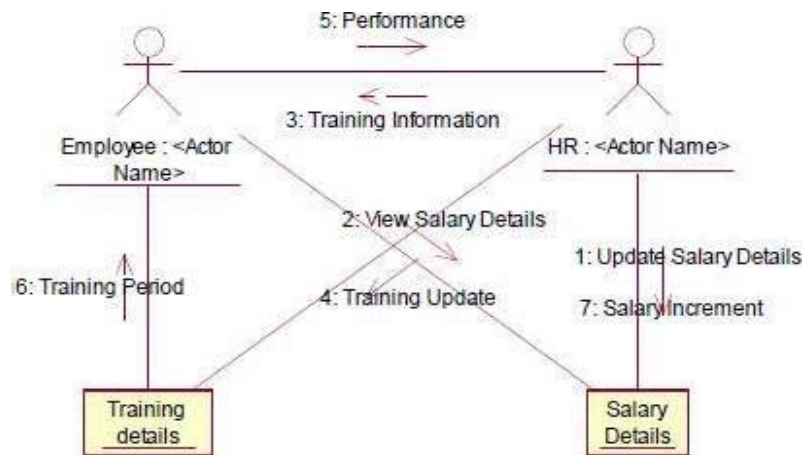 5: Performance
3: Training Information
Employee : <Actor
Name>
HR : <Actor Name>
2: View Salary Details
1: Update Salary Details
6: Training Period
4: Training Update
7: Salary Increment
Training
details
Salary
Details